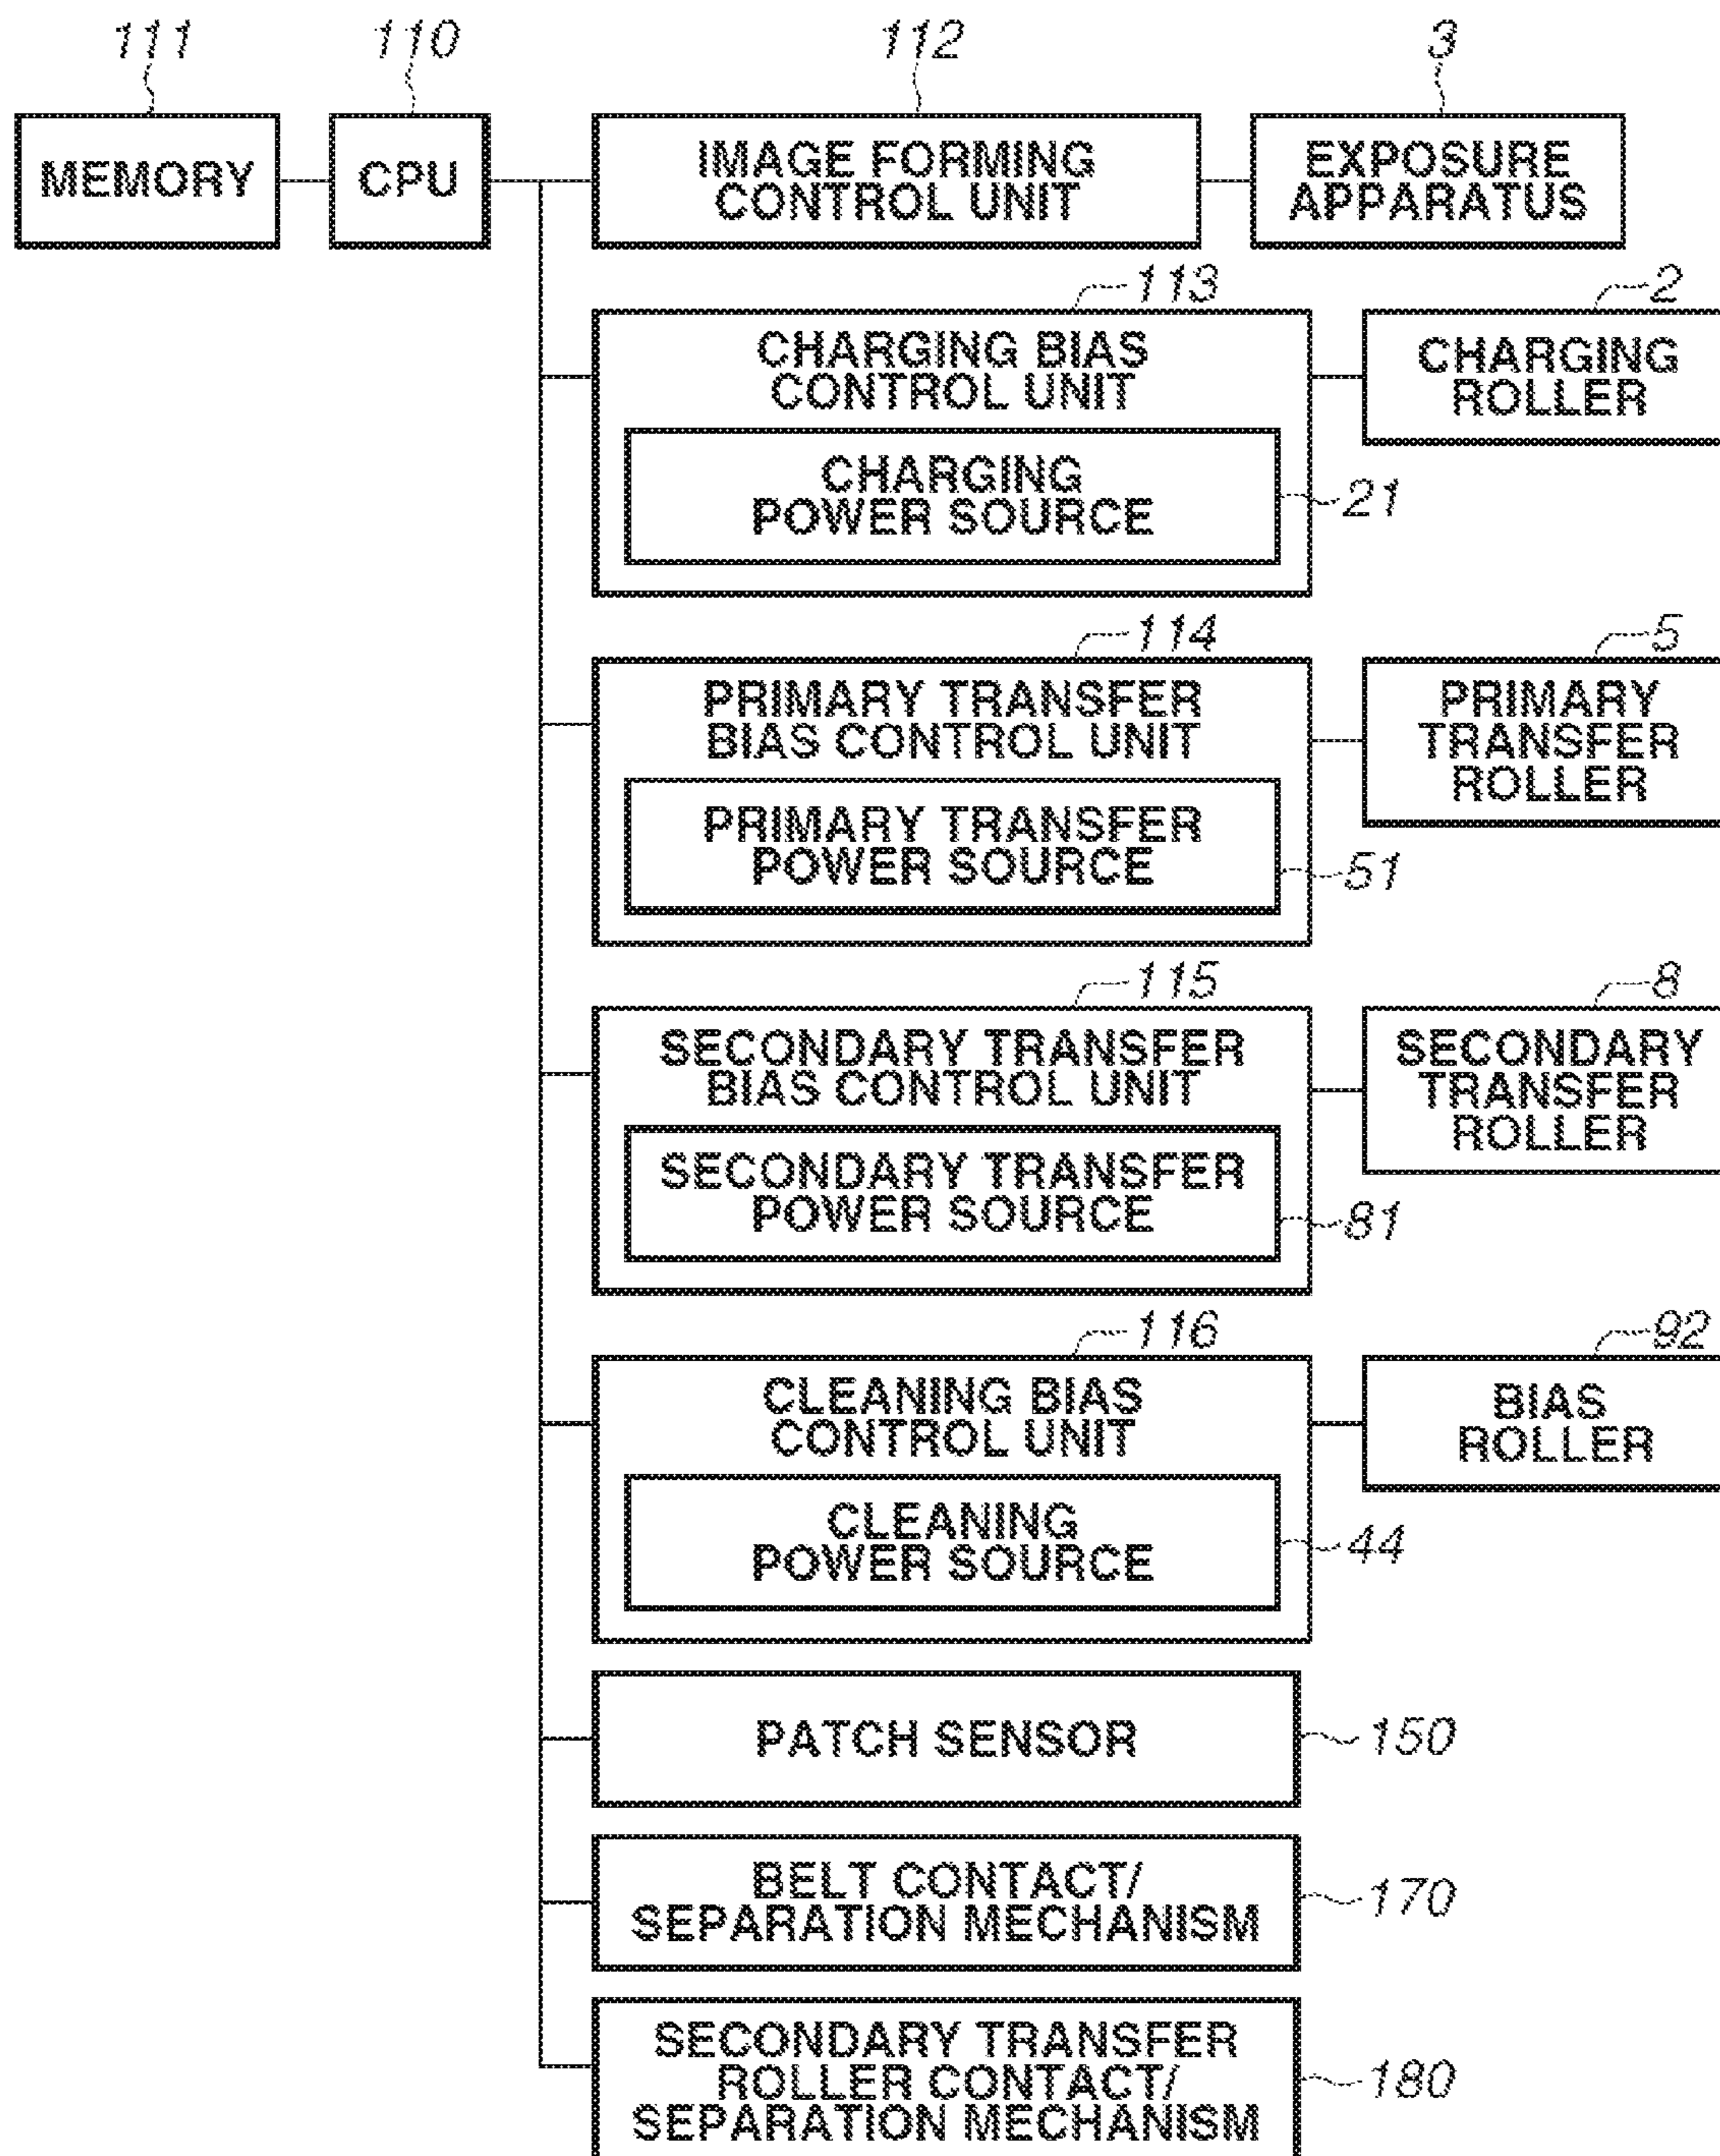 111
110
112
3
MEMORY
CPU
IMAGE FORMING
CONTROL UNIT
EXPOSURE
APPARATUS
113
2
CHARGING BIAS
CONTROL UNIT
CHARGING
ROLLER
CHARGING
POWER SOURCE
21
114
5
PRIMARY TRANSFER
BIAS CONTROL UNIT
PRIMARY
TRANSFER
ROLLER
PRIMARY TRANSFER
POWER SOURCE
51
115
8
SECONDARY TRANSFER
BIAS CONTROL UNIT
SECONDARY
TRANSFER
ROLLER
SECONDARY TRANSFER
POWER SOURCE
81
116
92
CLEANING BIAS
CONTROL UNIT
BIAS
ROLLER
CLEANING
POWER SOURCE
44
PATCH SENSOR
150
BELT CONTACT/
SEPARATION MECHANISM
170
SECONDARY TRANSFER
ROLLER CONTACT/
SEPARATION MECHANISM
180